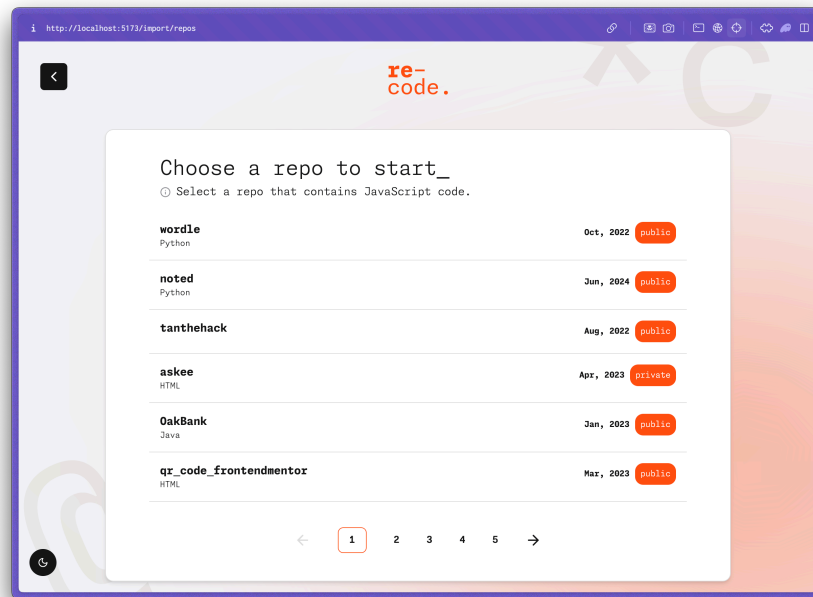 http://localhost:5173/import/repos
re-
code.
Choose a repo to start_
Select a repo that contains JavaScript code.
wordle
Python
Oct, 2022 public
noted
Python
Jun, 2024 public
tanthehack
Aug, 2022 public
askee
HTML
Apr, 2023 private
OakBank
Java
Jan, 2023 public
qr_code_frontendmentor
HTML
Mar, 2023 public
← 1 2 3 4 5 →